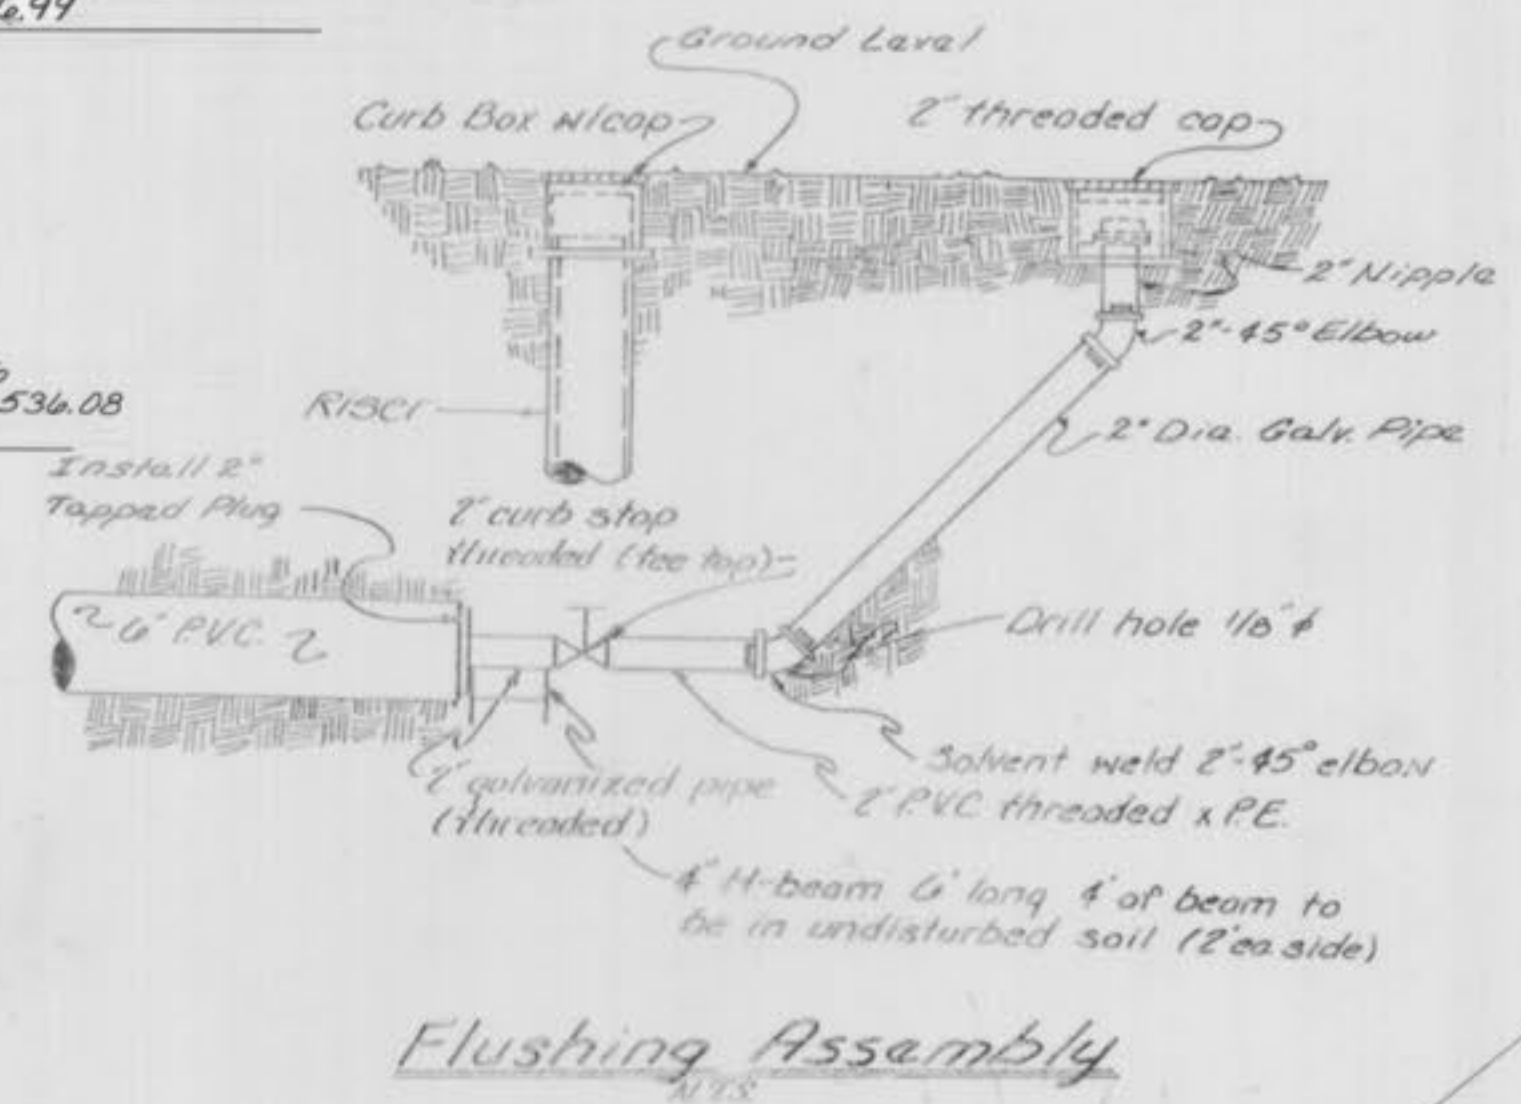 6.99
Ground Level
Curb Box w/cap
2" threaded cap
2" Nipple
2"-45° Elbow
536.08
Riser
2" Dia. Galv. Pipe
Install 2"
Tapped Plug
2" curb stop
threaded (tee top)
6" P.V.C.
Drill hole 1/8" ϕ
Solvent weld 2"-45° elbow
2" galvanized pipe
(threaded)
2" P.V.C. threaded x P.E.
4" H-beam 6' long 4' of beam to
be in undisturbed soil (2' ea side)
Flushing Assembly
N.T.S.